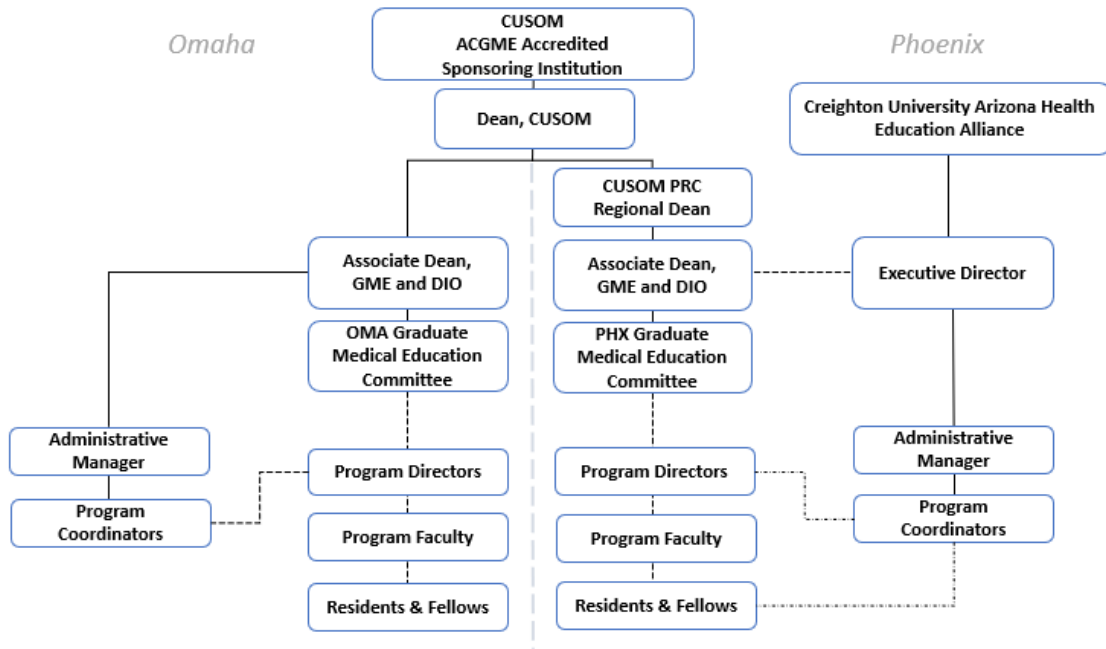 Omaha
CUSOM
ACGME Accredited
Sponsoring Institution
Phoenix
Dean, CUSOM
Creighton University Arizona Health
Education Alliance
CUSOM PRC
Regional Dean
Associate Dean,
GME and DIO
Associate Dean,
GME and DIO
Executive Director
OMA Graduate
Medical Education
Committee
PHX Graduate
Medical Education
Committee
Administrative
Manager
Program Directors
Program Directors
Administrative
Manager
Program
Coordinators
Program Faculty
Program Faculty
Program
Coordinators
Residents & Fellows
Residents & Fellows